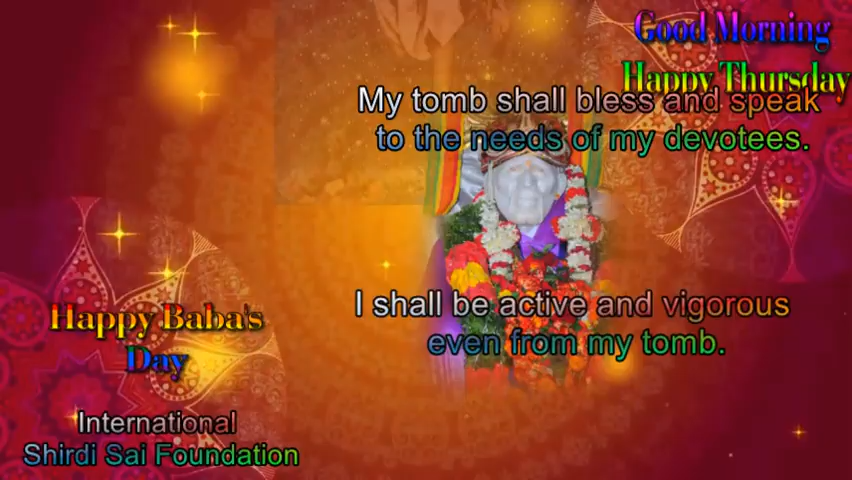 Good Morning
Happy Thursday
My tomb shall bless and speak
to the needs of my devotees.
I shall be active and vigorous
even from my tomb.
Happy Baba's
Day
International
Shirdi Sai Foundation